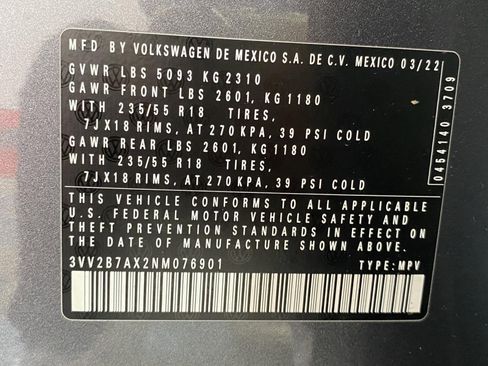 MFD BY VOLKSWAGEN DE MEXICO S.A. DE C.V. MEXICO 03/22
GVWR LBS 5093 KG 2310
GAWR FRONT LBS 2601, KG 1180
WITH 235/55 R18 TIRES,
7JX18 RIMS, AT 270 KPA, 39 PSI COLD
GAWR REAR LBS 2601, KG 1180
WITH 235/55 R18 TIRES,
7JX18 RIMS, AT 270 KPA, 39 PSI COLD
THIS VEHICLE CONFORMS TO ALL APPLICABLE
U.S. FEDERAL MOTOR VEHICLE SAFETY AND
THEFT PREVENTION STANDARDS IN EFFECT ON
THE DATE OF MANUFACTURE SHOWN ABOVE.
3VV2B7AX2NM076901 TYPE: MPV
0454140 3709